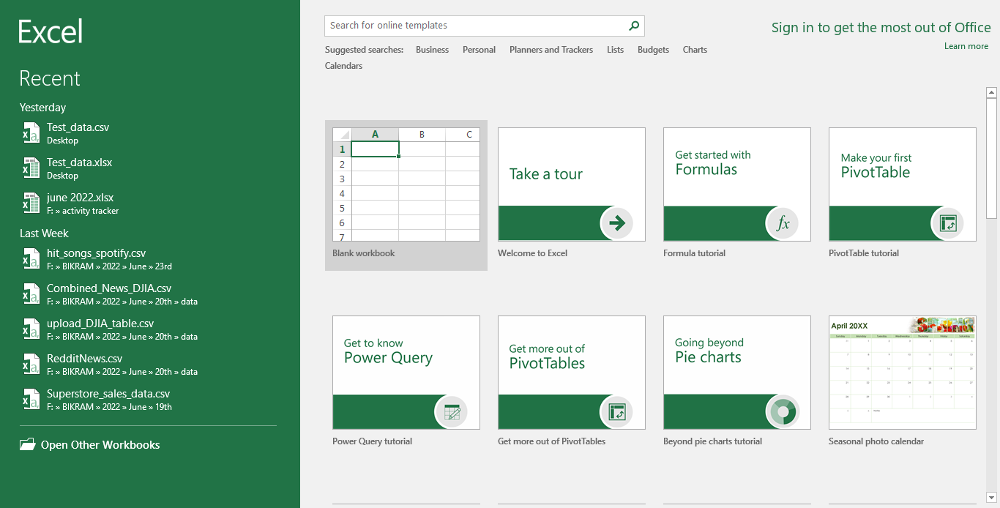 Excel
Recent
Yesterday
Test_data.csv
Desktop
Test_data.xlsx
Desktop
june 2022.xlsx
F: » activity tracker
Last Week
hit_songs_spotify.csv
F: » BIKRAM » 2022 » June » 23rd
Combined_News_DJIA.csv
F: » BIKRAM » 2022 » June » 20th » data
upload_DJIA_table.csv
F: » BIKRAM » 2022 » June » 20th » data
RedditNews.csv
F: » BIKRAM » 2022 » June » 20th » data
Superstore_sales_data.csv
F: » BIKRAM » 2022 » June » 19th
Open Other Workbooks
Search for online templates
Sign in to get the most out of Office
Learn more
Suggested searches: Business Personal Planners and Trackers Lists Budgets Charts
Calendars
A B C
1
2
3
4
5
6
7
Blank workbook
Take a tour
Welcome to Excel
Get started with
Formulas
fx
Formula tutorial
Make your first
PivotTable
PivotTable tutorial
Get to know
Power Query
Power Query tutorial
Get more out of
PivotTables
Get more out of PivotTables
Going beyond
Pie charts
Beyond pie charts tutorial
April 20XX
Seasonal photo calendar